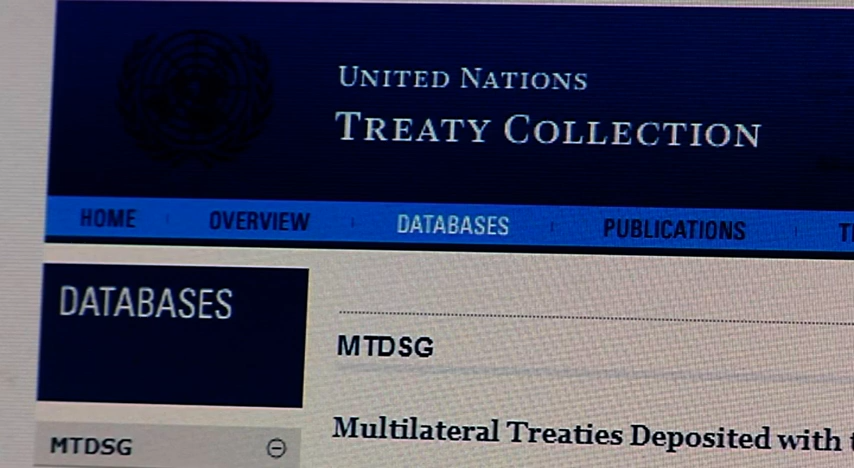 UNITED NATIONS
TREATY COLLECTION
HOME OVERVIEW DATABASES PUBLICATIONS
DATABASES
MTDSG
Multilateral Treaties Deposited with
MTDSG